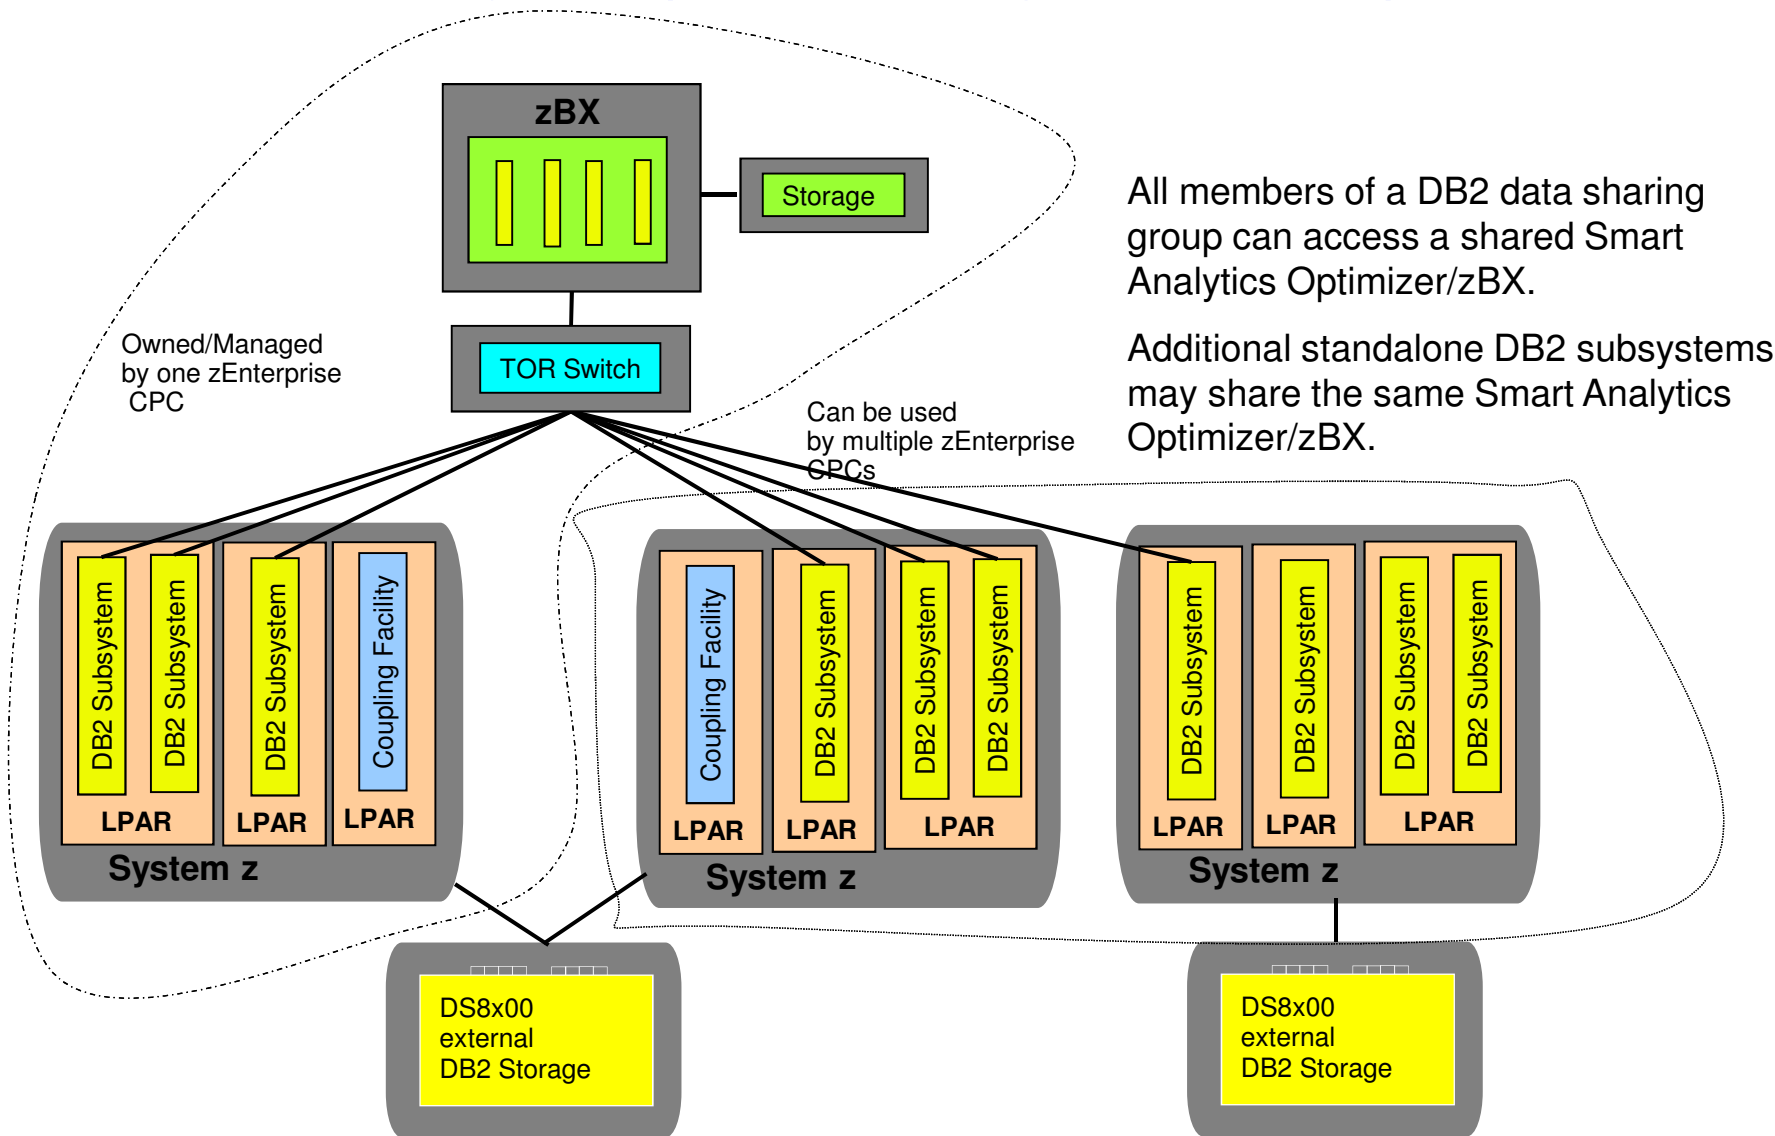 zBX
Storage
All members of a DB2 data sharing
group can access a shared Smart
Analytics Optimizer/zBX.
Additional standalone DB2 subsystems
may share the same Smart Analytics
Optimizer/zBX.
Owned/Managed
by one zEnterprise
CPC
TOR Switch
Can be used
by multiple zEnterprise
CPCs
DB2 Subsystem
DB2 Subsystem
LPAR
DB2 Subsystem
LPAR
Coupling Facility
LPAR
System z
Coupling Facility
LPAR
DB2 Subsystem
LPAR
DB2 Subsystem
DB2 Subsystem
LPAR
System z
DB2 Subsystem
LPAR
DB2 Subsystem
LPAR
DB2 Subsystem
DB2 Subsystem
LPAR
System z
DS8x00
external
DB2 Storage
DS8x00
external
DB2 Storage